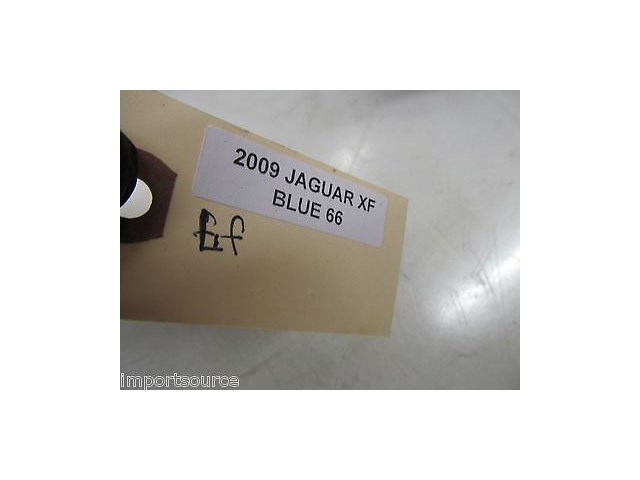 2009 JAGUAR XF
BLUE 66
importsource